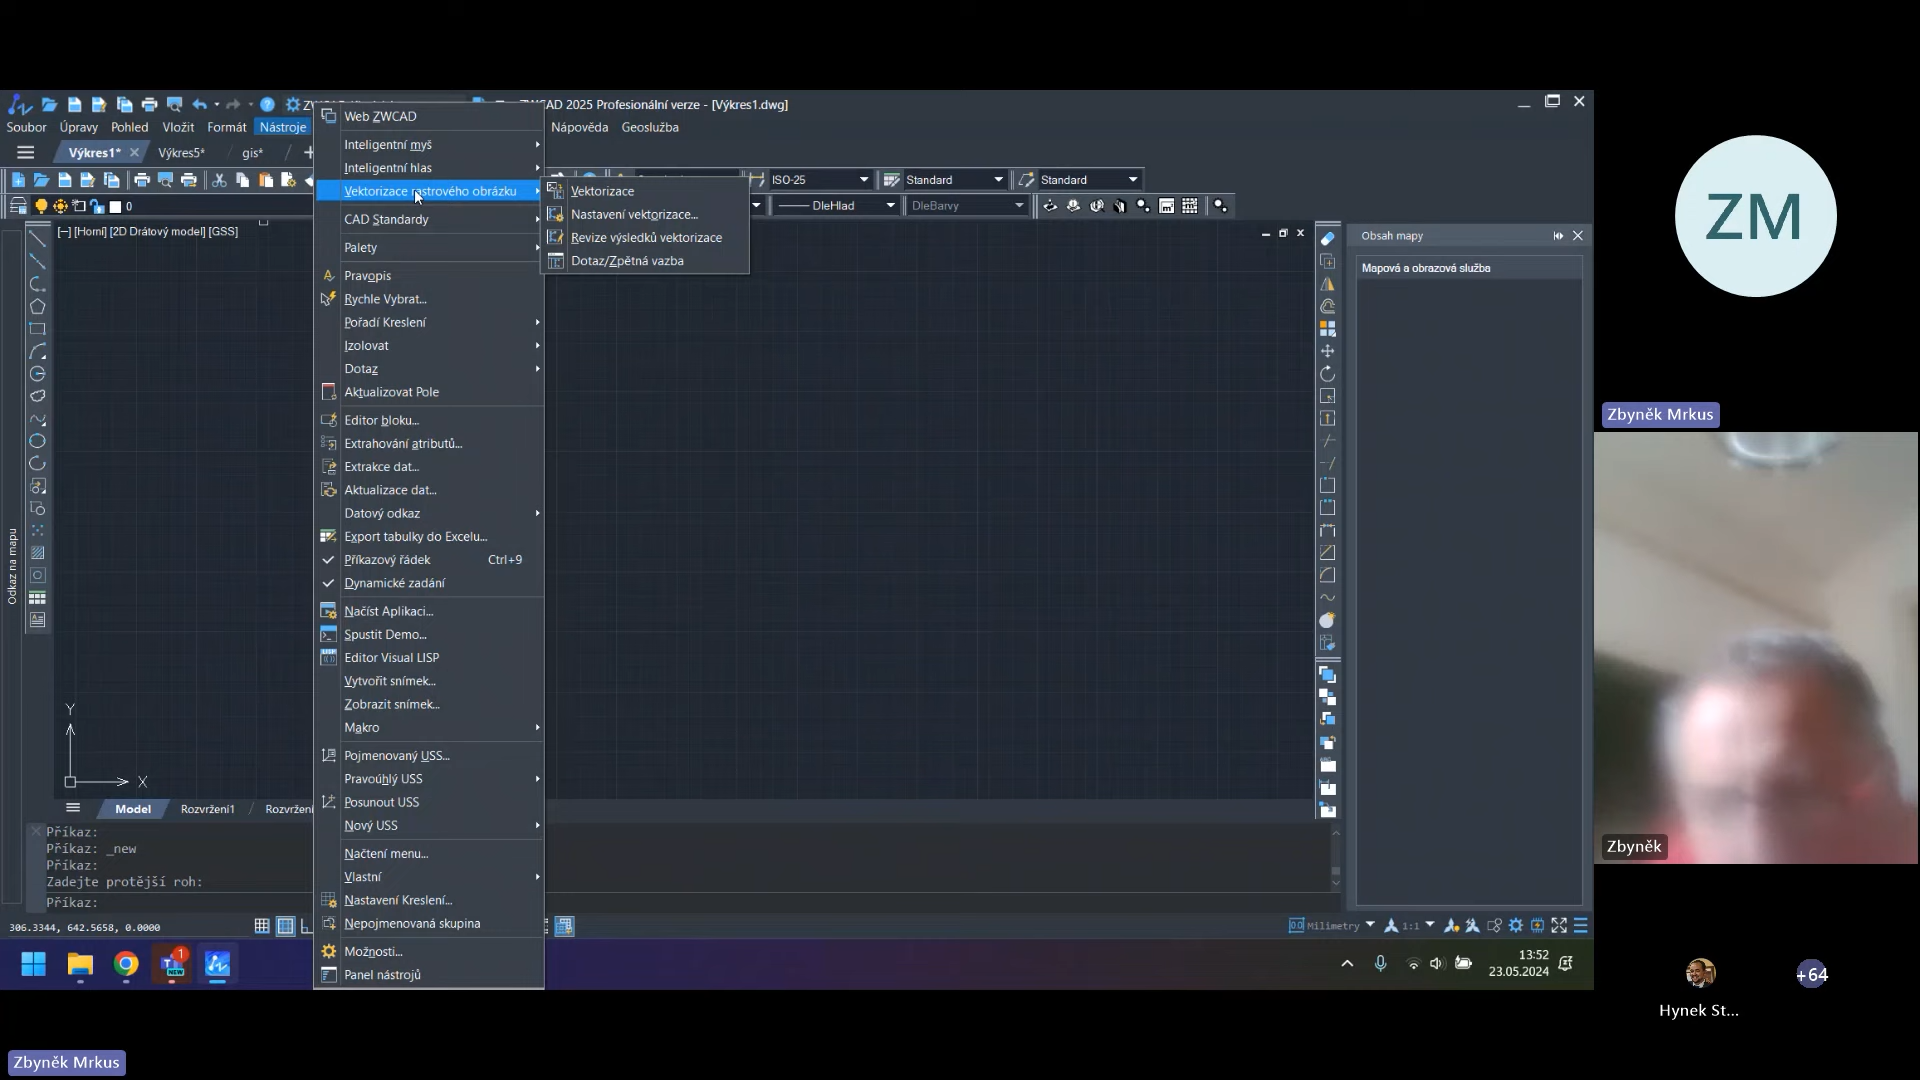 ZWCAD 2025 Profesionální verze - [Výkres1.dwg]
Soubor Úpravy Pohled Vložit Formát Nástroje Nápověda Geoslužba
Výkres1* Výkres5* gis*
ISO-25 Standard Standard
0 DleHlad DleBarvy
[−] [Horní] [2D Drátový model] [GSS]
Web ZWCAD
Inteligentní myš
Inteligentní hlas
Vektorizace rastrového obrázku
CAD Standardy
Palety
Pravopis
Rychle Vybrat...
Pořadí Kreslení
Izolovat
Dotaz
Aktualizovat Pole
Editor bloku...
Extrahování atributů...
Extrakce dat...
Aktualizace dat...
Datový odkaz
Export tabulky do Excelu...
Příkazový řádek Ctrl+9
Dynamické zadání
Načíst Aplikaci...
Spustit Demo...
Editor Visual LISP
Vytvořit snímek...
Zobrazit snímek...
Makro
Pojmenovaný USS...
Pravoúhlý USS
Posunout USS
Nový USS
Načtení menu...
Vlastní
Nastavení Kreslení...
Nepojmenovaná skupina
Možnosti...
Panel nástrojů
Vektorizace
Nastavení vektorizace...
Revize výsledků vektorizace
Dotaz/Zpětná vazba
Obsah mapy
Mapová a obrazová služba
Odkaz na mapu
Y
X
Model Rozvržení1 Rozvržení
Příkaz:
Příkaz: _new
Příkaz:
Zadejte protější roh:
Příkaz:
306.3344, 642.5658, 0.0000
Milimetry 1:1
1
NEW
13:52
23.05.2024
ZM
Zbyněk Mrkus
Zbyněk
Hynek St...
+64
Zbyněk Mrkus